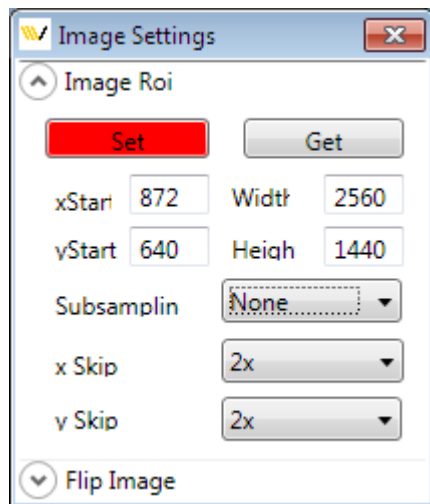 Image Settings
Image Roi
Set Get
xStart 872 Width 2560
yStart 640 Heigh 1440
Subsamplin None
x Skip 2x
y Skip 2x
Flip Image